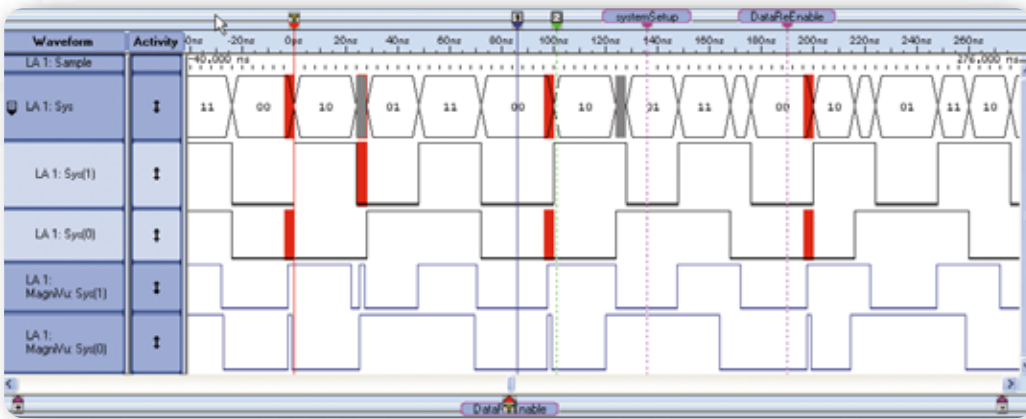 T 1 2 systemSetup DataReEnable
Waveform Activity 0ns -20ns 0ps 20ns 40ns 60ns 80ns 100ns 120ns 140ns 160ns 180ns 200ns 220ns 240ns 260ns
LA 1: Sample -40.000 ns 276.000 ns
LA 1: Sys 11 00 10 01 11 00 10 01 11 00 10 01 11 10
LA 1: Sys(1)
LA 1: Sys(0)
LA 1:
MagniVu: Sys(1)
LA 1:
MagniVu: Sys(0)